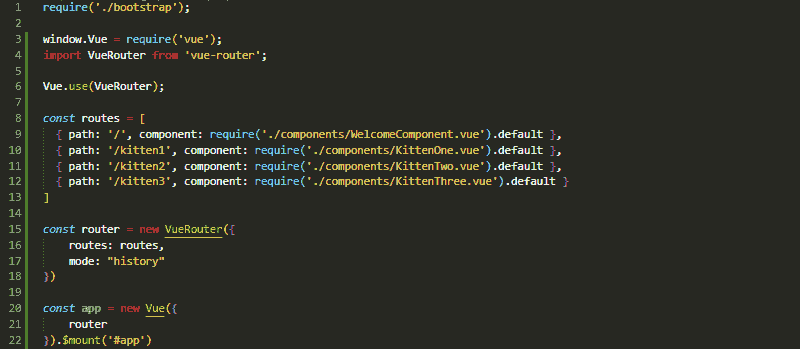 1 require('./bootstrap');
2
3 window.Vue = require('vue');
4 import VueRouter from 'vue-router';
5
6 Vue.use(VueRouter);
7
8 const routes = [
9 { path: '/', component: require('./components/WelcomeComponent.vue').default },
10 { path: '/kitten1', component: require('./components/KittenOne.vue').default },
11 { path: '/kitten2', component: require('./components/KittenTwo.vue').default },
12 { path: '/kitten3', component: require('./components/KittenThree.vue').default }
13 ]
14
15 const router = new VueRouter({
16 routes: routes,
17 mode: "history"
18 })
19
20 const app = new Vue({
21 router
22 }).$mount('#app')